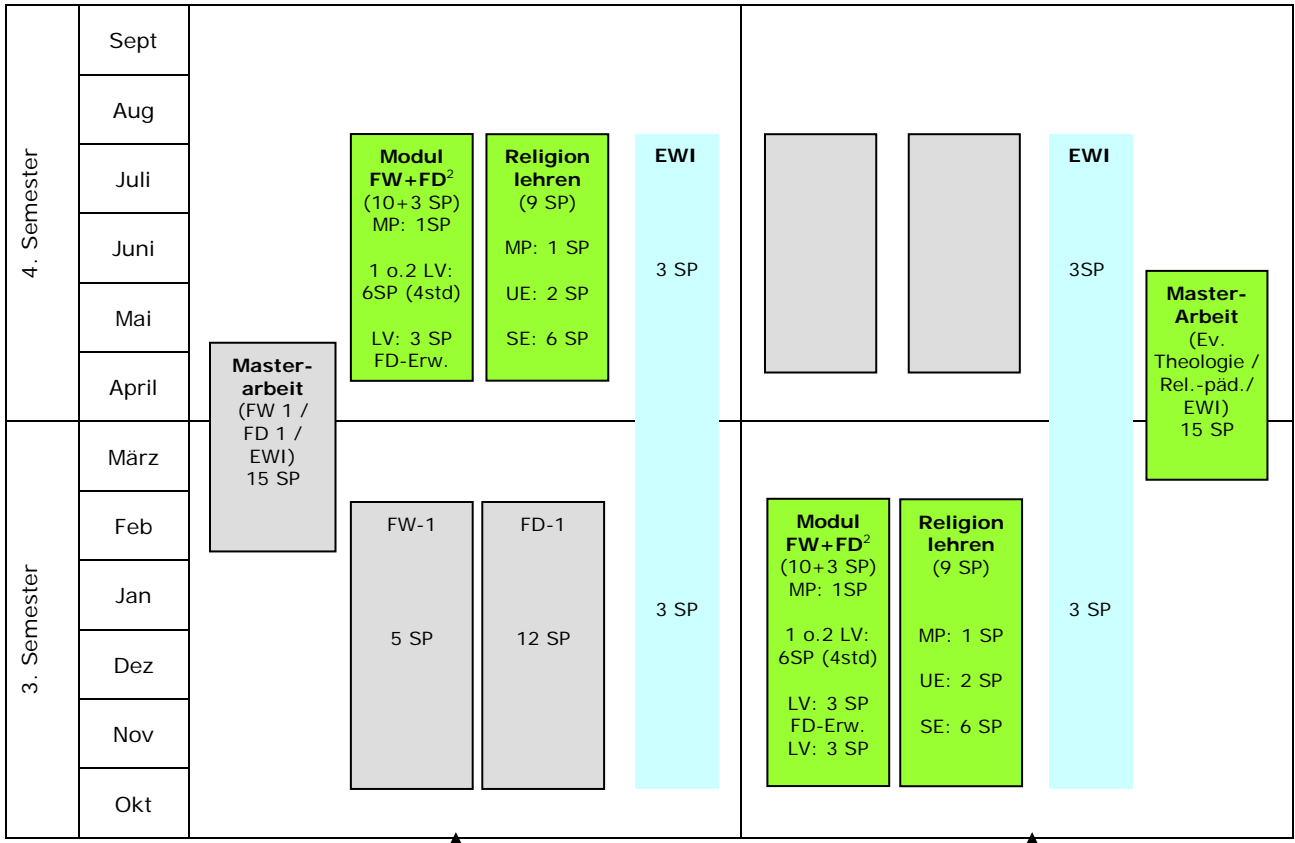 4. Semester
Sept
Aug
Juli
Juni
Mai
April
3. Semester
März
Feb
Jan
Dez
Nov
Okt
Master-
arbeit
(FW 1 /
FD 1 /
EWI)
15 SP
Modul
FW+FD²
(10+3 SP)
MP: 1SP
1 o.2 LV:
6SP (4std)
LV: 3 SP
FD-Erw.
Religion
lehren
(9 SP)
MP: 1 SP
UE: 2 SP
SE: 6 SP
EWI
3 SP
3 SP
FW-1
5 SP
FD-1
12 SP
Modul
FW+FD²
(10+3 SP)
MP: 1SP
1 o.2 LV:
6SP (4std)
LV: 3 SP
FD-Erw.
LV: 3 SP
Religion
lehren
(9 SP)
MP: 1 SP
UE: 2 SP
SE: 6 SP
EWI
3SP
3 SP
Master-
Arbeit
(Ev.
Theologie /
Rel.-päd./
EWI)
15 SP